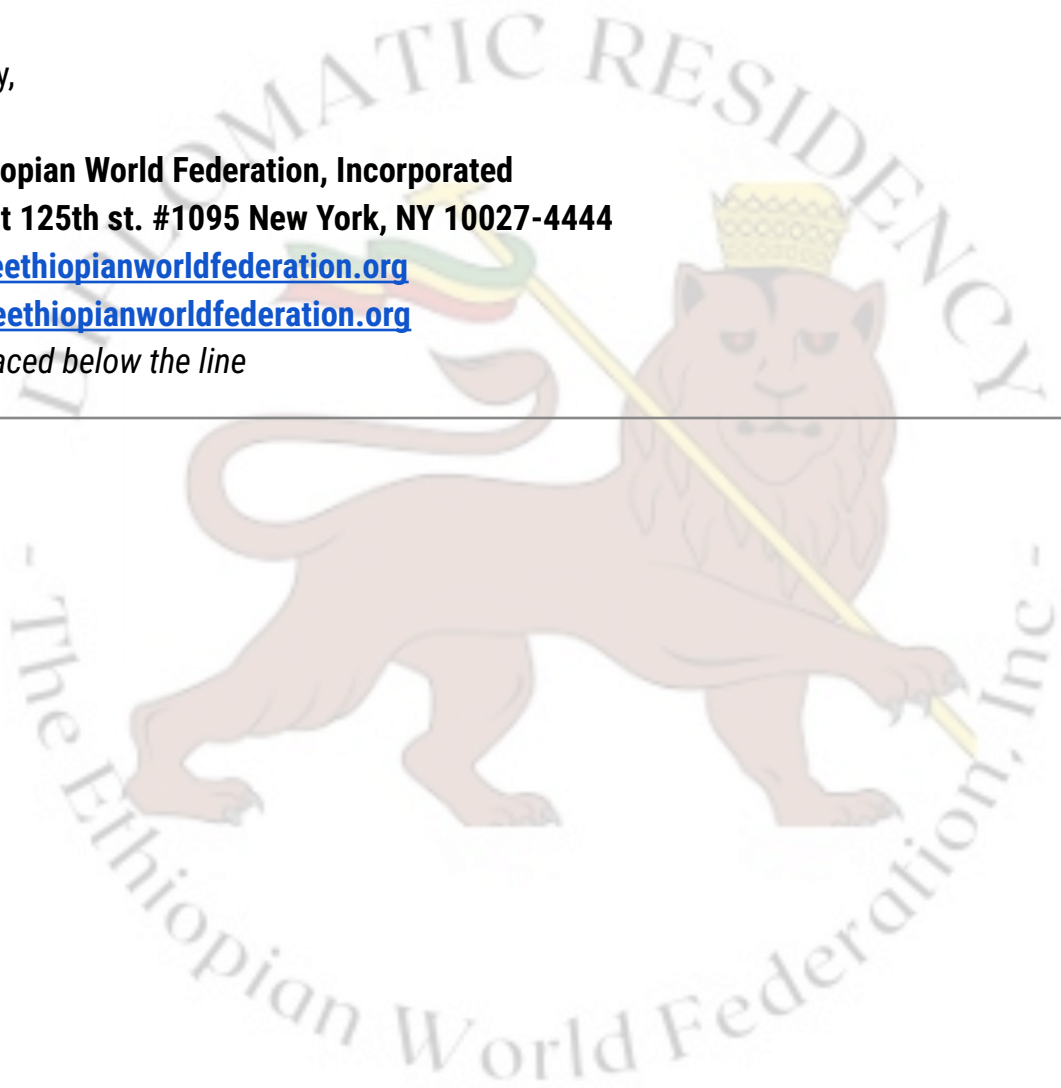 DIPLOMATIC RESIDENCY
y,
opian World Federation, Incorporated
t 125th st. #1095 New York, NY 10027-4444
eethiopianworldfederation.org
eethiopianworldfederation.org
aced below the line
- The Ethiopian World Federation, Inc -